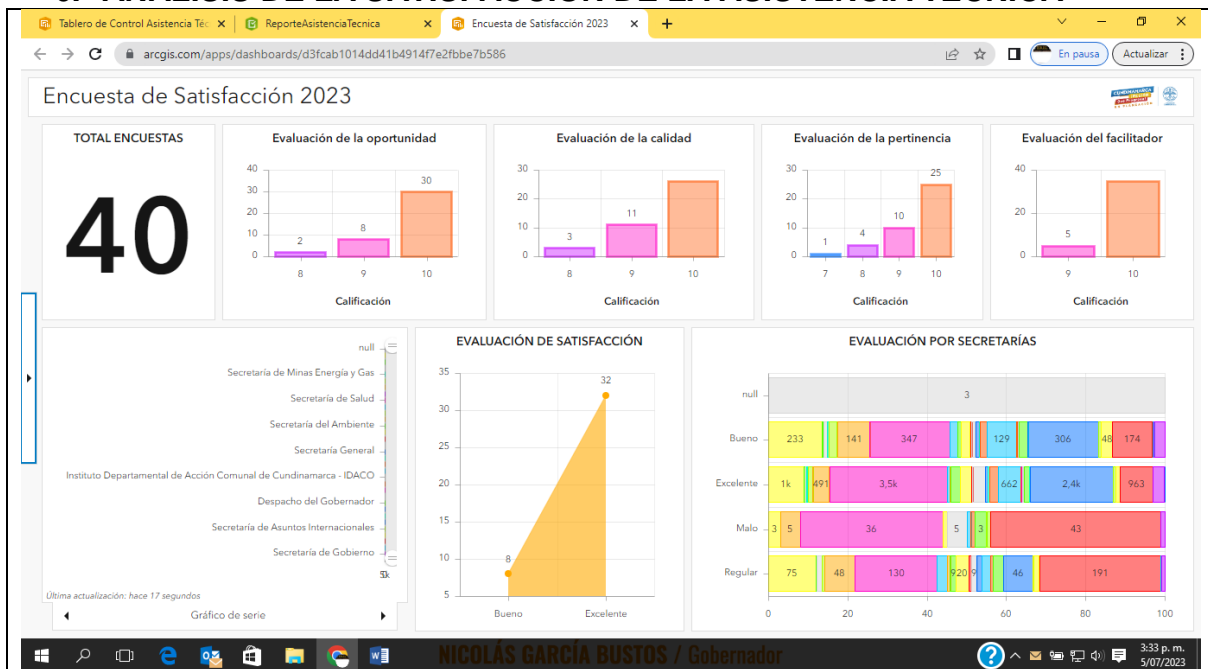 Tablero de Control Asistencia Téc
ReporteAsistenciaTecnica
Encuesta de Satisfacción 2023
arcgis.com/apps/dashboards/d3fcab1014dd41b4914f7e2fbbe7b586
En pausa
Actualizar
Encuesta de Satisfacción 2023
TOTAL ENCUESTAS
40
Evaluación de la oportunidad
40
30
20
10
0
2
8
30
8
9
10
Calificación
Evaluación de la calidad
30
20
10
0
3
11
8
9
10
Calificación
Evaluación de la pertinencia
30
20
10
0
1
4
10
25
7
8
9
10
Calificación
Evaluación del facilitador
40
20
0
5
9
10
Calificación
null
Secretaría de Minas Energía y Gas
Secretaría de Salud
Secretaría del Ambiente
Secretaría General
Instituto Departamental de Acción Comunal de Cundinamarca - IDACO
Despacho del Gobernador
Secretaría de Asuntos Internacionales
Secretaría de Gobierno
Última actualización: hace 17 segundos
Gráfico de serie
EVALUACIÓN DE SATISFACCIÓN
35
30
25
20
15
10
5
8
32
Bueno
Excelente
EVALUACIÓN POR SECRETARÍAS
null
3
Bueno
233
141
347
129
306
48
174
Excelente
1k
491
3,5k
662
2,4k
963
Malo
3
5
36
5
3
43
Regular
75
48
130
9
20
9
46
191
0
20
40
60
80
100
NICOLÁS GARCÍA BUSTOS / Gobernador
3:33 p. m.
5/07/2023